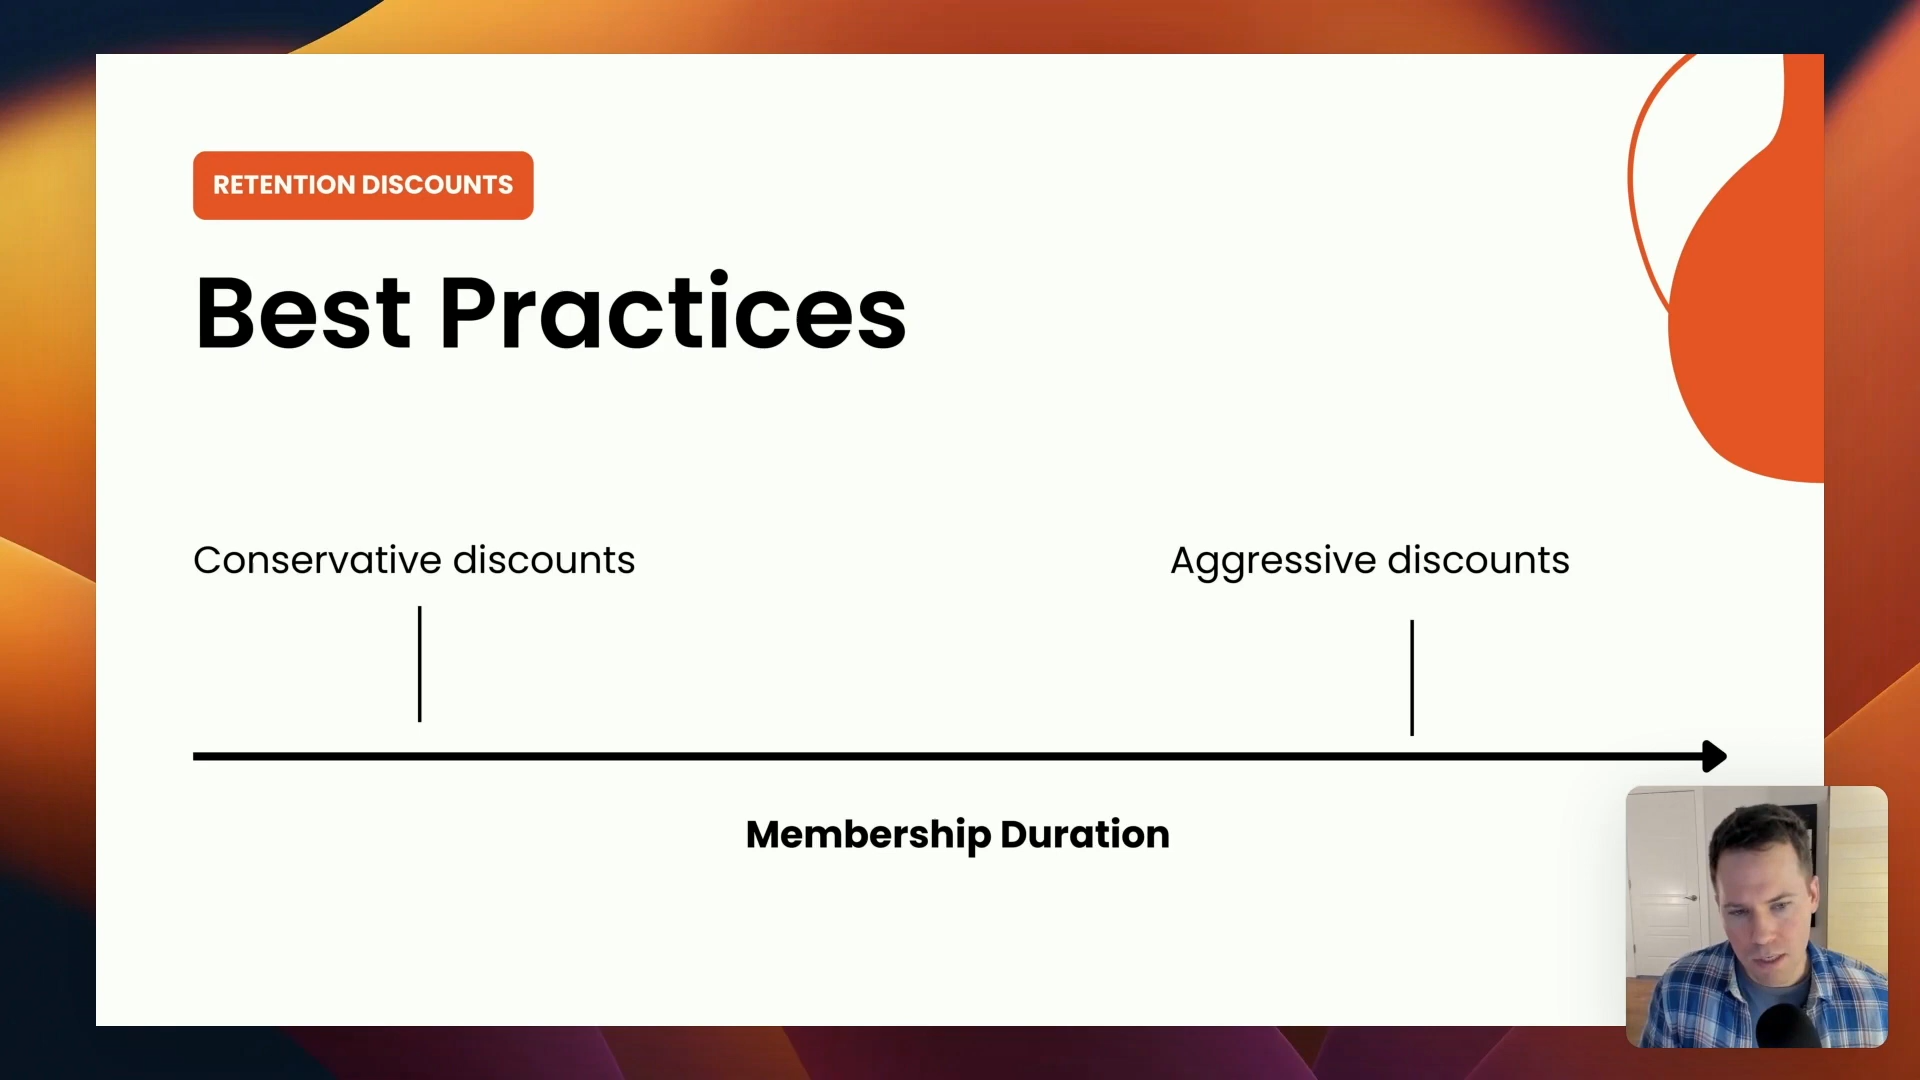 RETENTION DISCOUNTS
Best Practices
Conservative discounts
Aggressive discounts
Membership Duration